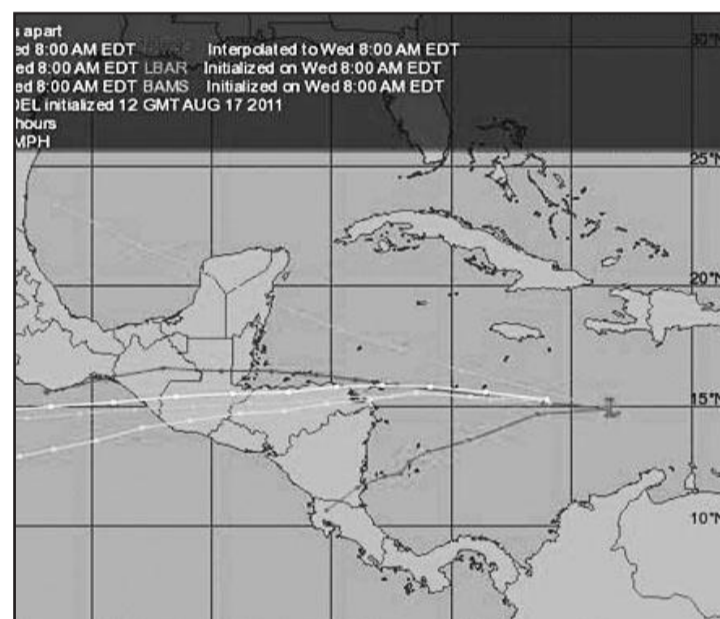 s apart
ed 8:00 AM EDT Interpolated to Wed 8:00 AM EDT
ed 8:00 AM EDT LBAR Initialized on Wed 8:00 AM EDT
ed 8:00 AM EDT BAMS Initialized on Wed 8:00 AM EDT
DEL initialized 12 GMT AUG 17 2011
hours
MPH
30°N
25°N
20°N
15°N
L
10°N